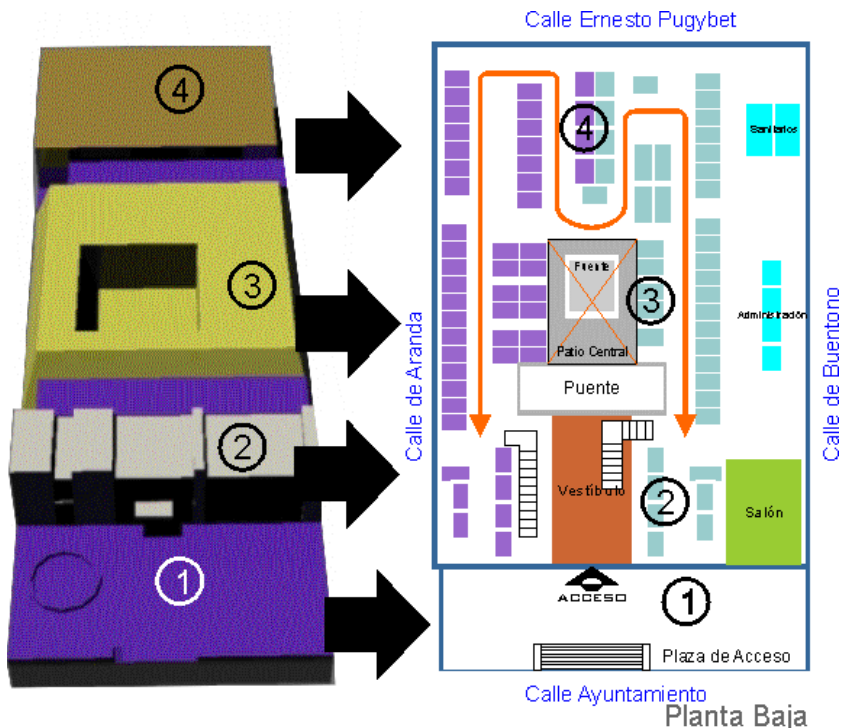 Calle Ernesto Pugybet
4
4
Sanitarios
3
Puente
3
Calle de Aranda
Administración
Calle de Buentono
Patio Central
Puente
2
Vestíbulo
2
Salón
1
ACCESO
1
Plaza de Acceso
Calle Ayuntamiento
Planta Baja